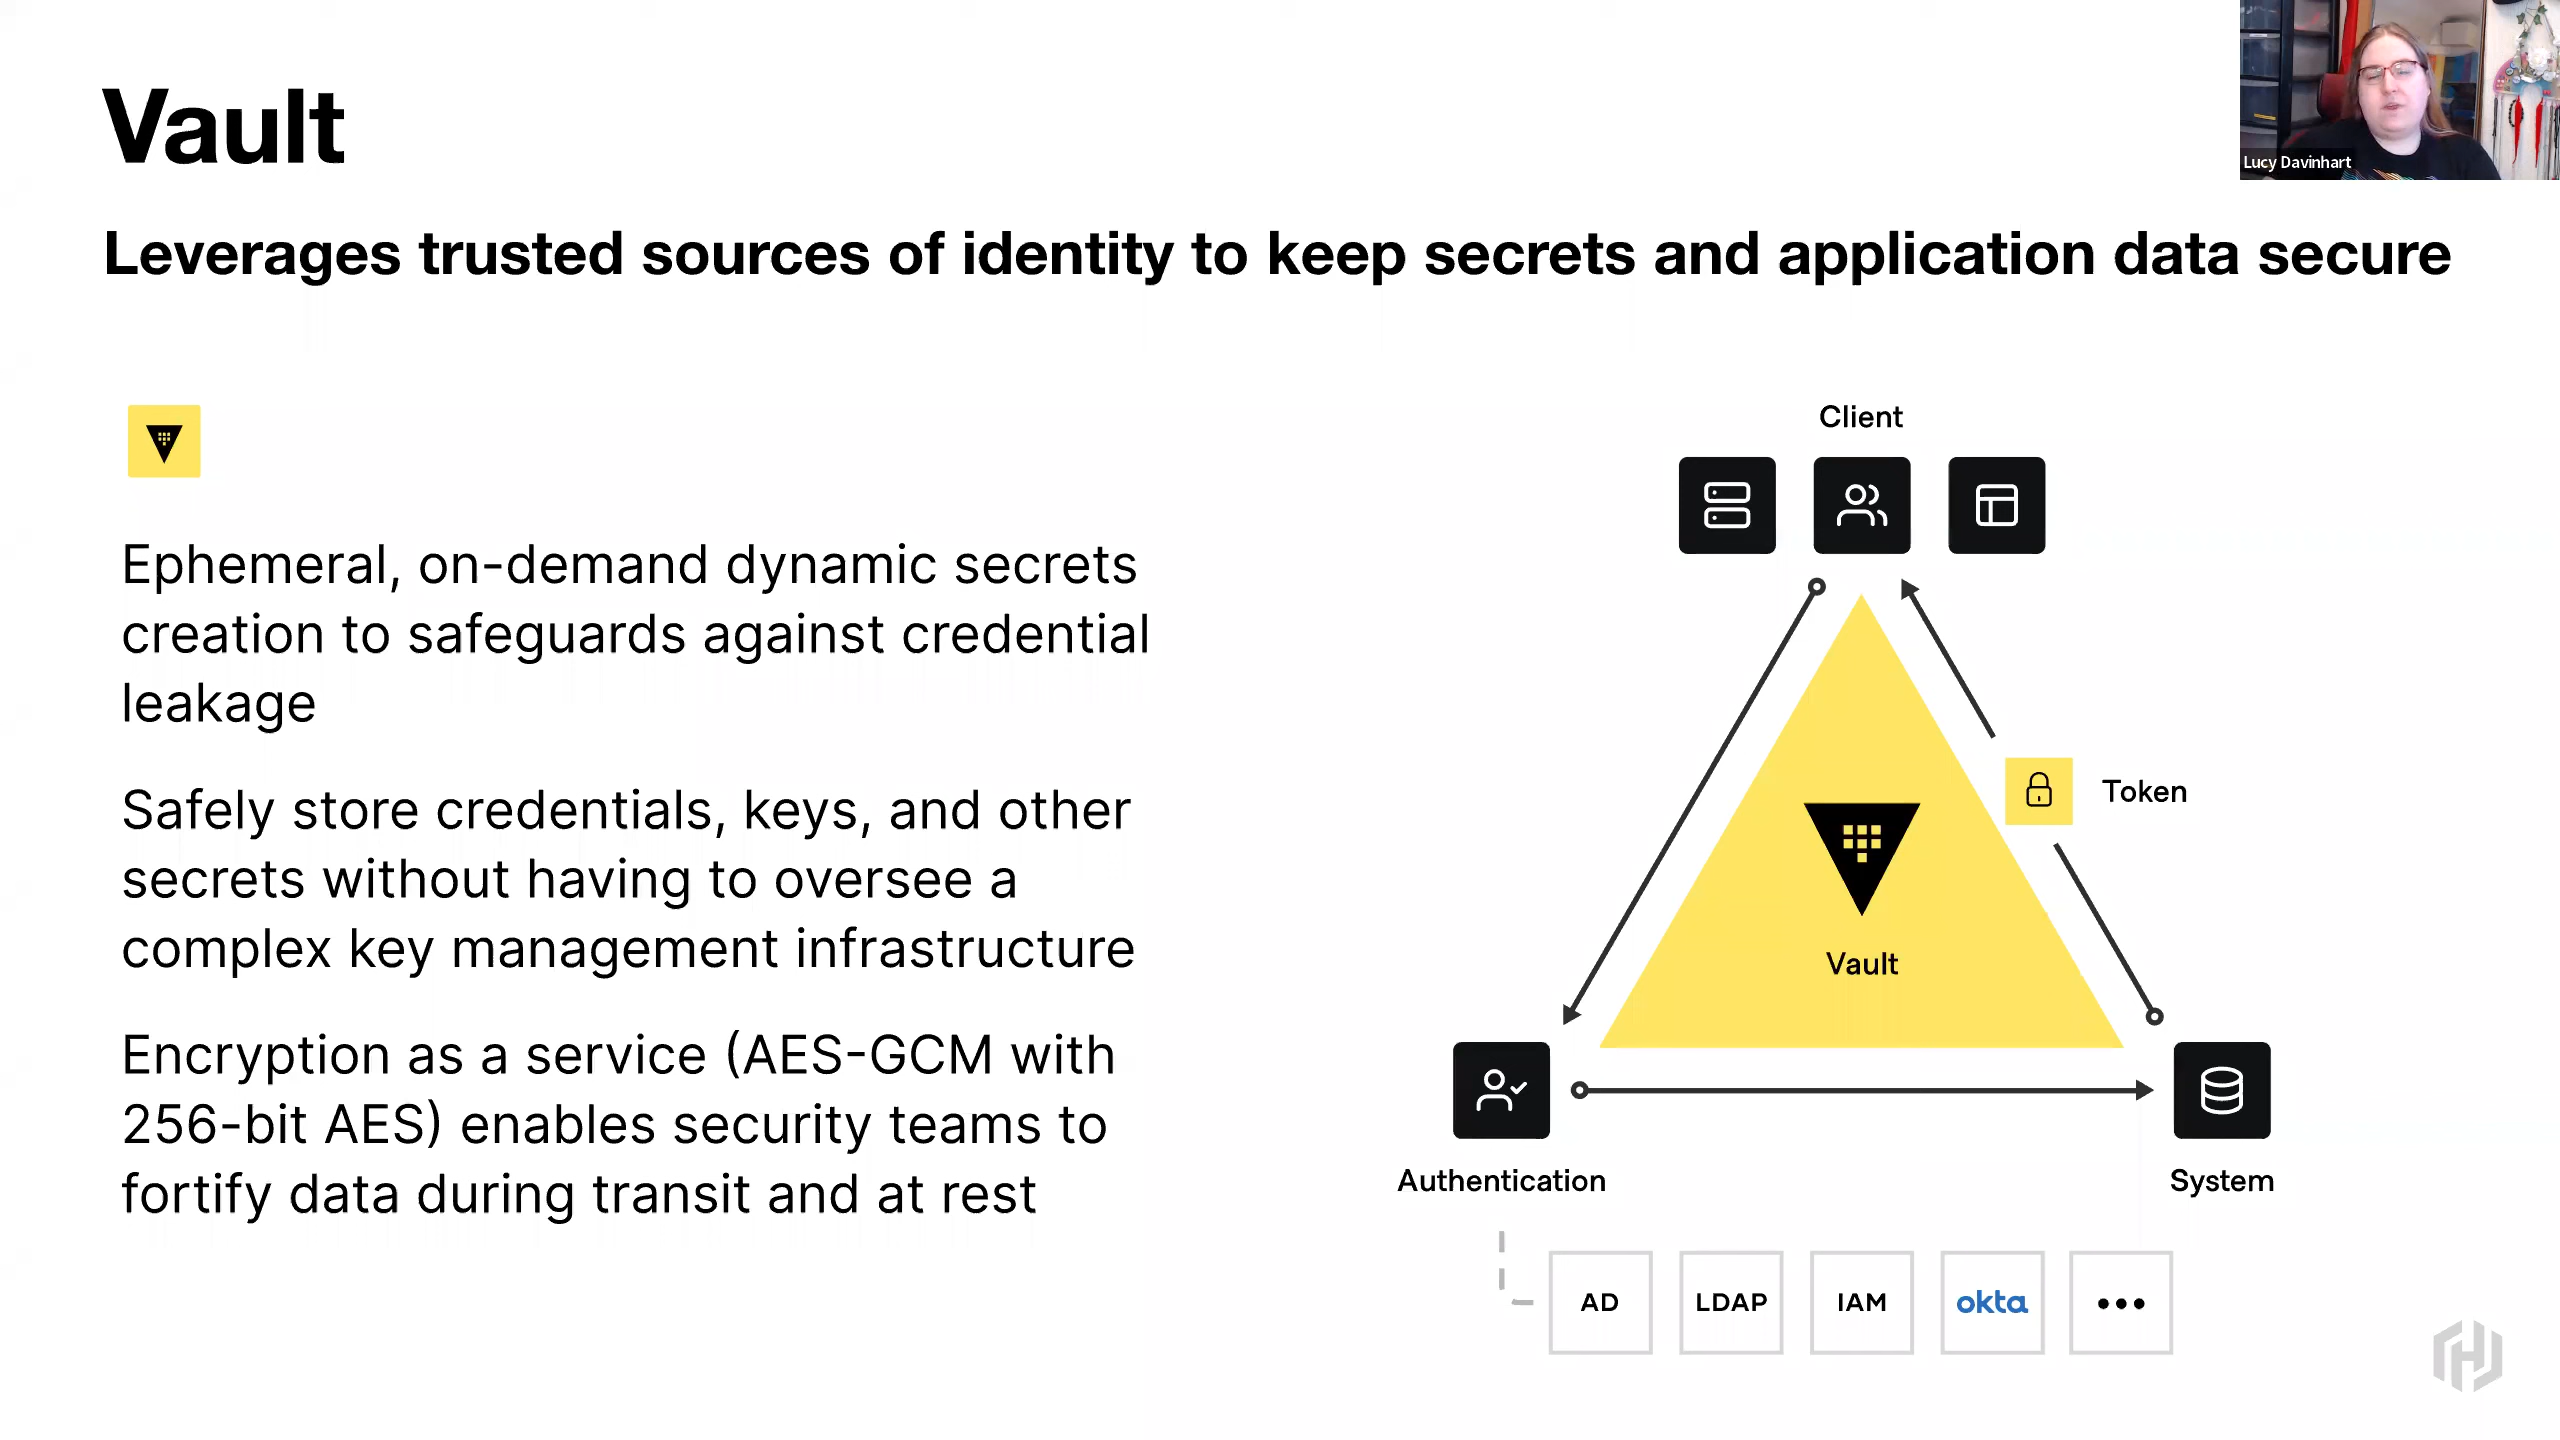 Vault
Lucy Davinhart
Leverages trusted sources of identity to keep secrets and application data secure
Ephemeral, on-demand dynamic secrets
creation to safeguards against credential
leakage
Safely store credentials, keys, and other
secrets without having to oversee a
complex key management infrastructure
Encryption as a service (AES-GCM with
256-bit AES) enables security teams to
fortify data during transit and at rest
Client
Token
Vault
Authentication
System
AD
LDAP
IAM
okta